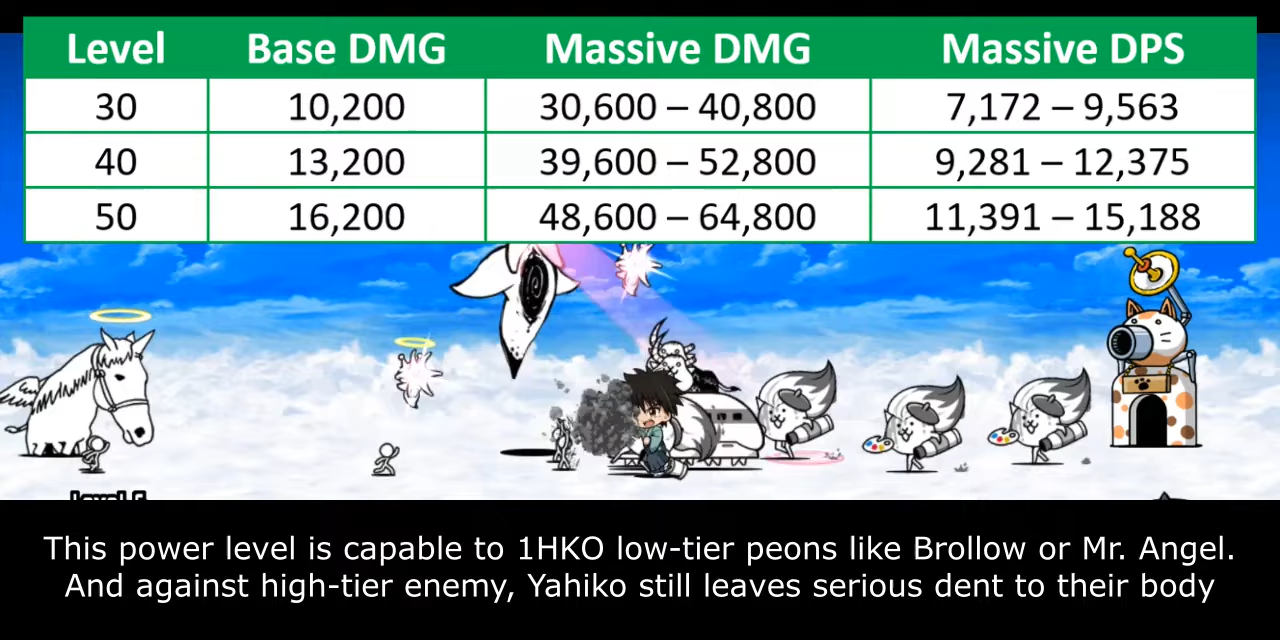 Level Base DMG Massive DMG Massive DPS
30 10,200 30,600 – 40,800 7,172 – 9,563
40 13,200 39,600 – 52,800 9,281 – 12,375
50 16,200 48,600 – 64,800 11,391 – 15,188
This power level is capable to 1HKO low-tier peons like Brollow or Mr. Angel.
And against high-tier enemy, Yahiko still leaves serious dent to their body